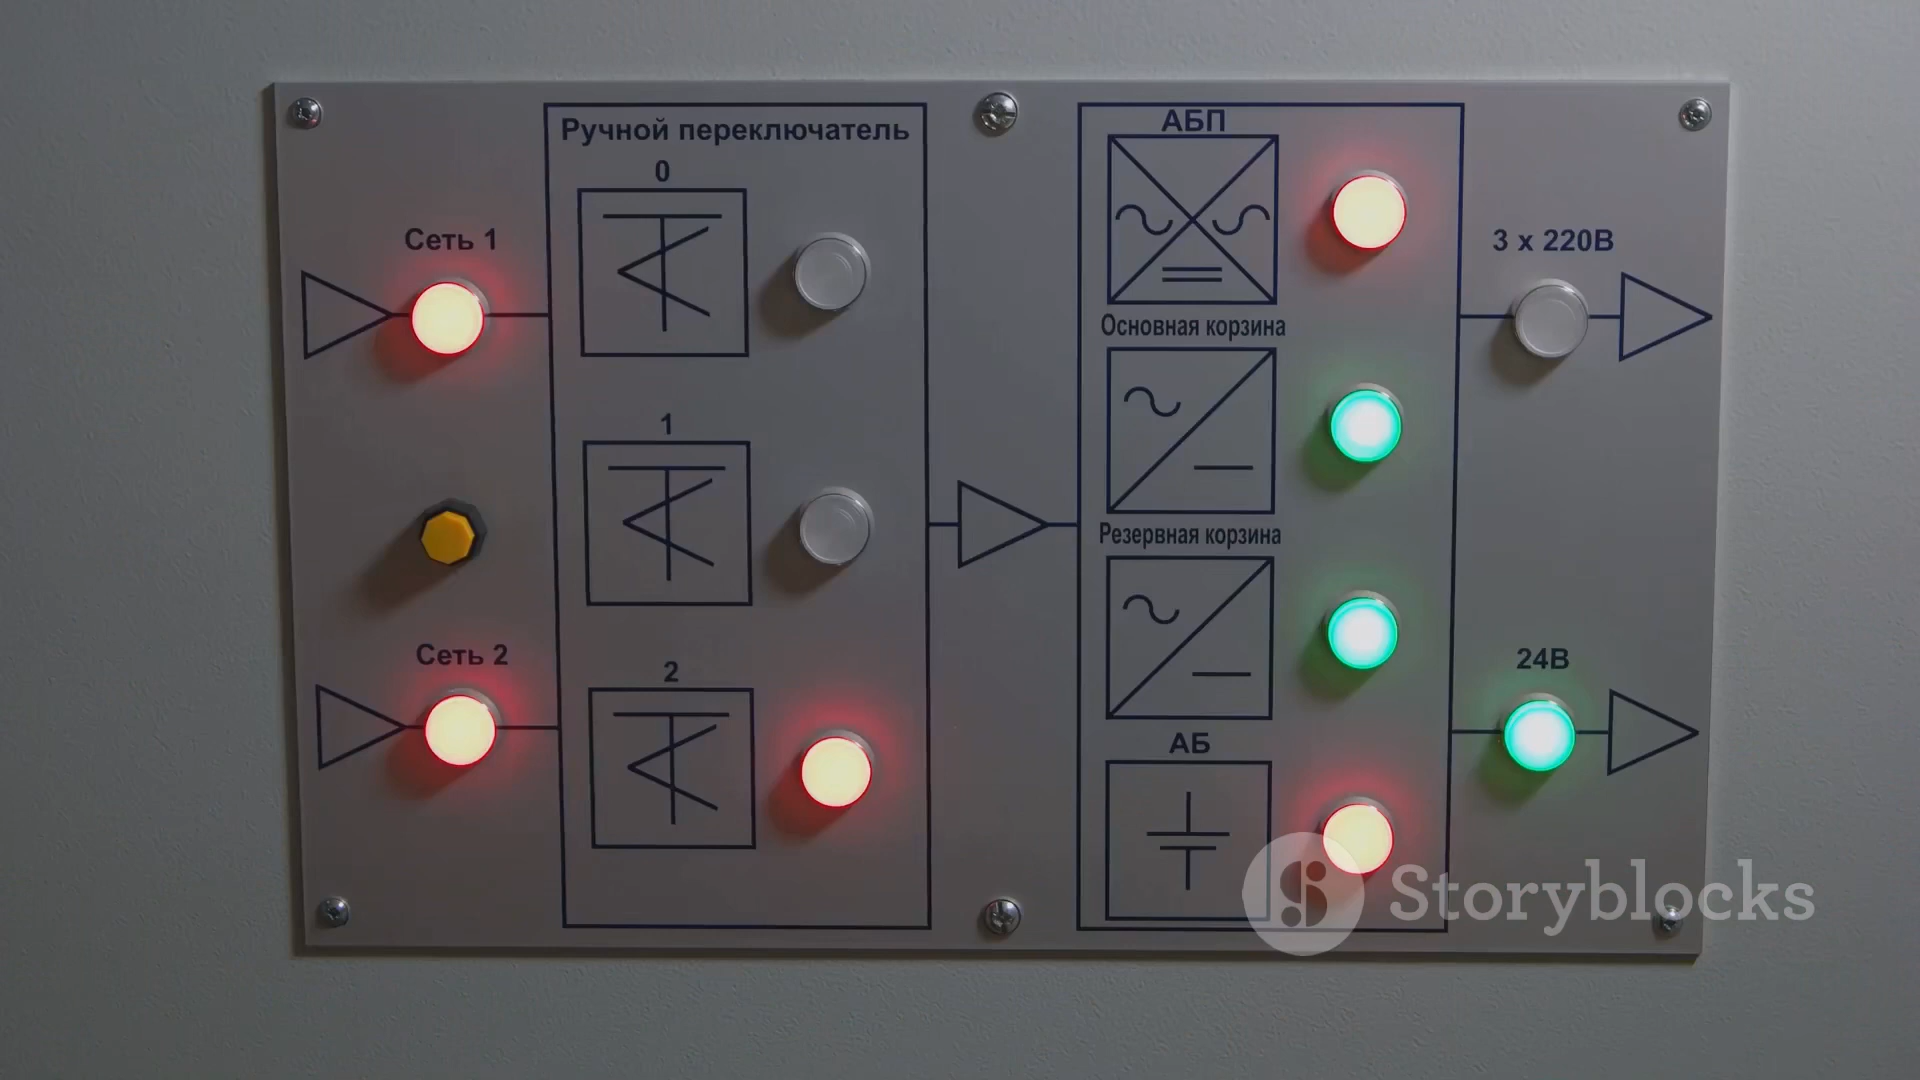 Ручной переключатель
0
Сеть 1
1
Сеть 2
2
АБП
Основная корзина
Резервная корзина
АБ
3 х 220В
24В
Storyblocks